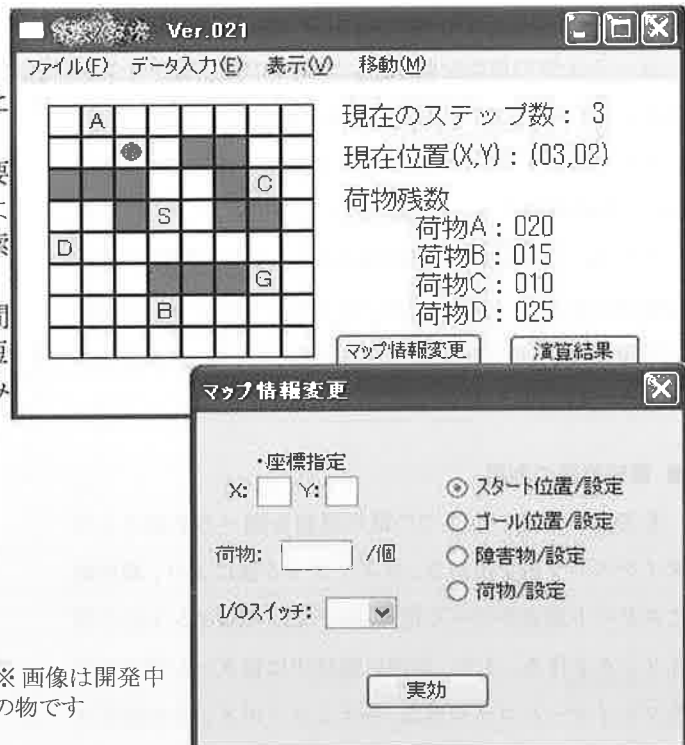 Ver.021
ファイル(F) データ入力(E) 表示(V) 移動(M)
A
C
S
D
G
B
現在のステップ数：3
現在位置(X,Y)：(03,02)
荷物残数
荷物A：020
荷物B：015
荷物C：010
荷物D：025
マップ情報変更 演算結果
マップ情報変更
・座標指定
X: Y:
荷物: /個
I/Oスイッチ:
スタート位置/設定
ゴール位置/設定
障害物/設定
荷物/設定
実効
※画像は開発中
の物です